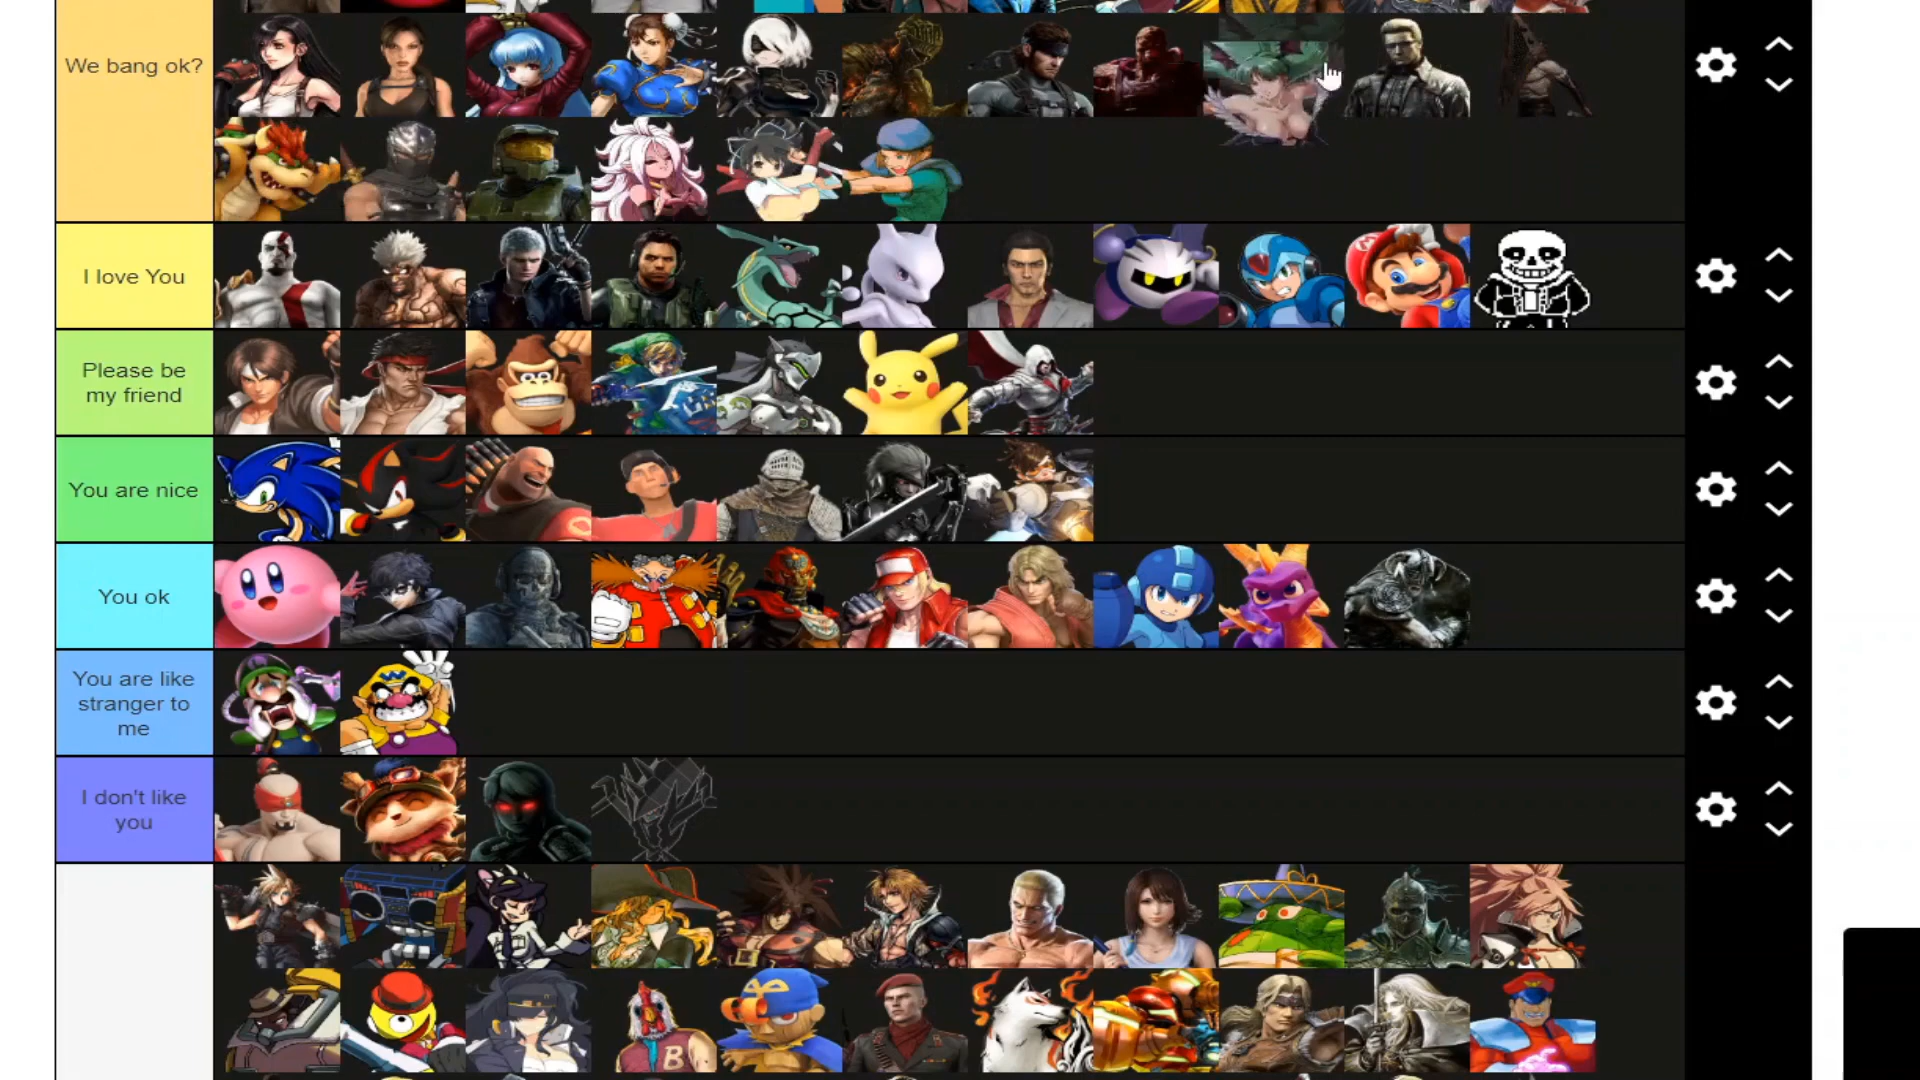 We bang ok?
I love You
Please be
my friend
You are nice
You ok
You are like
stranger to
me
I don't like
you